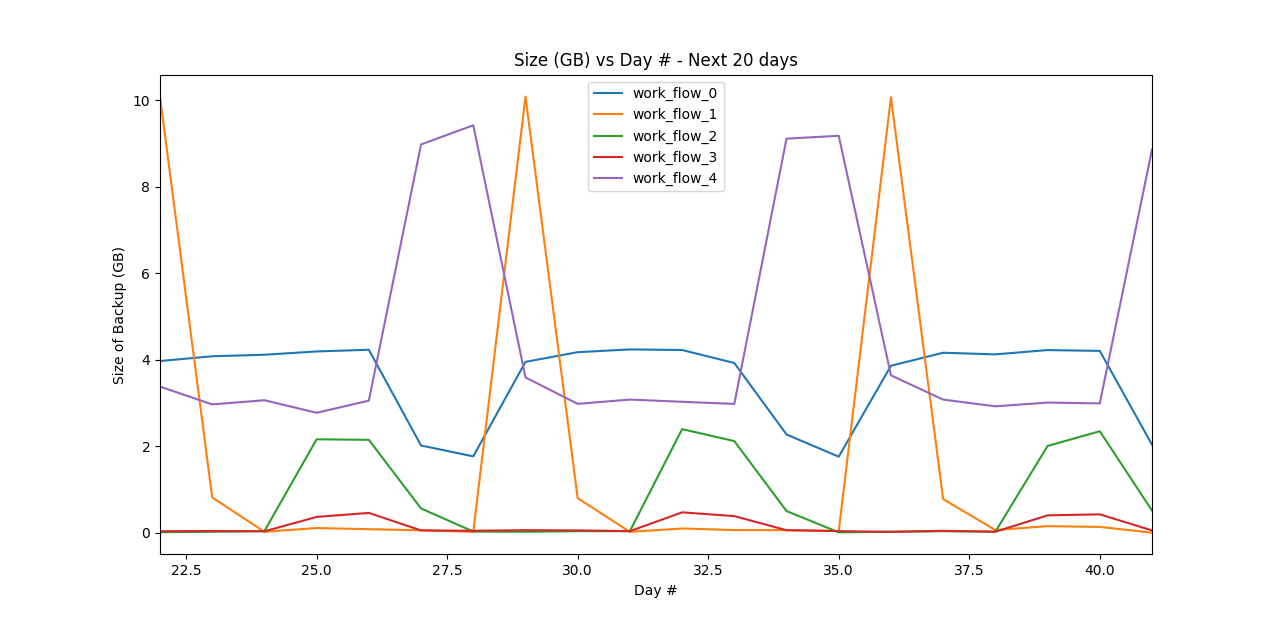 Size (GB) vs Day # - Next 20 days
work_flow_0
work_flow_1
work_flow_2
work_flow_3
work_flow_4
Size of Backup (GB)
10
8
6
4
2
0
22.5 25.0 27.5 30.0 32.5 35.0 37.5 40.0
Day #